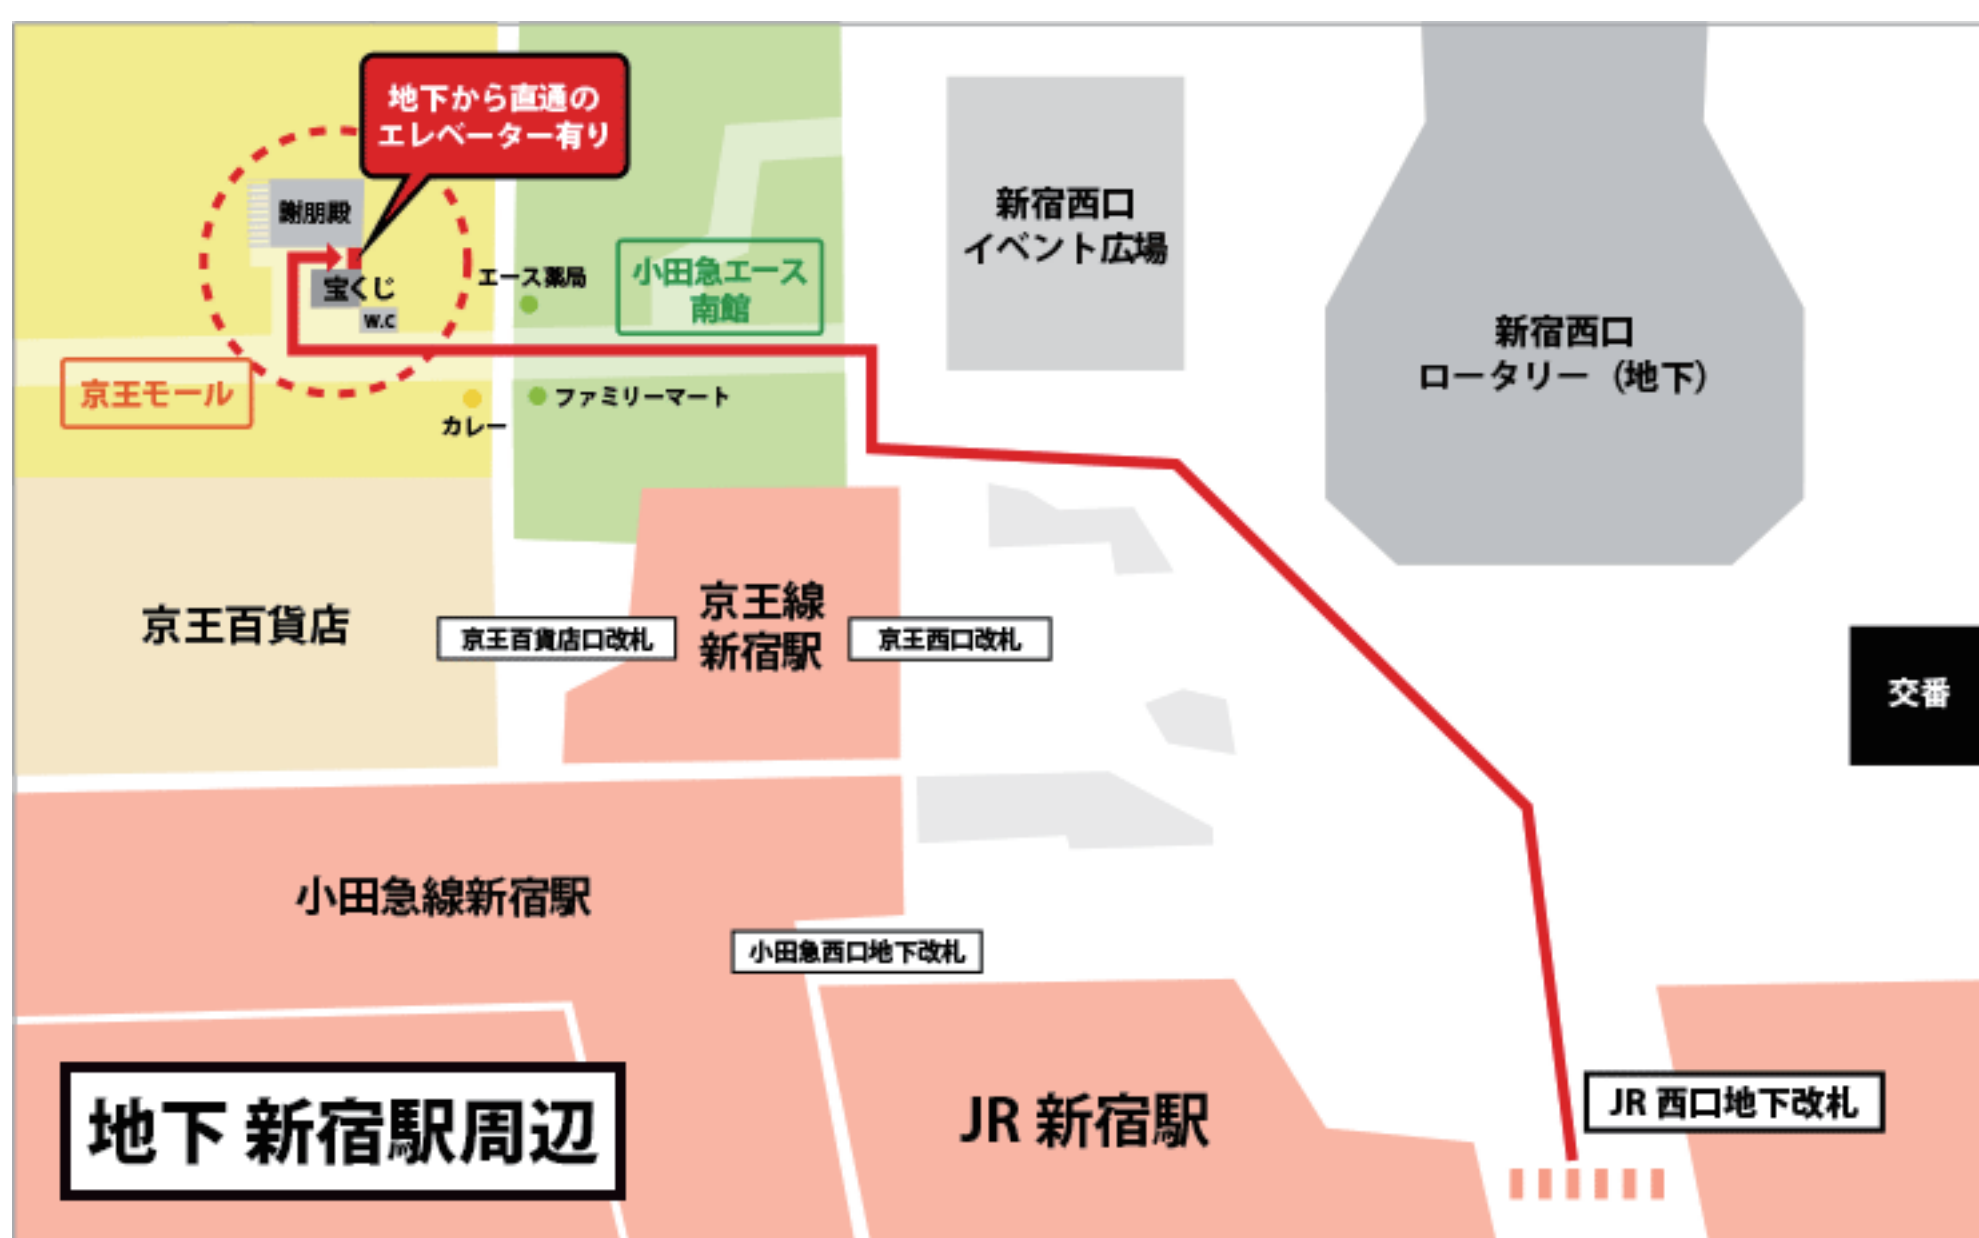 地下から直通の
エレベーター有り
謝朋殿
宝くじ
W.C
エース薬局
小田急エース
南館
京王モール
カレー
ファミリーマート
新宿西口
イベント広場
新宿西口
ロータリー（地下）
京王百貨店
京王百貨店口改札
京王線
新宿駅
京王西口改札
交番
小田急線新宿駅
小田急西口地下改札
JR 新宿駅
JR 西口地下改札
地下 新宿駅周辺